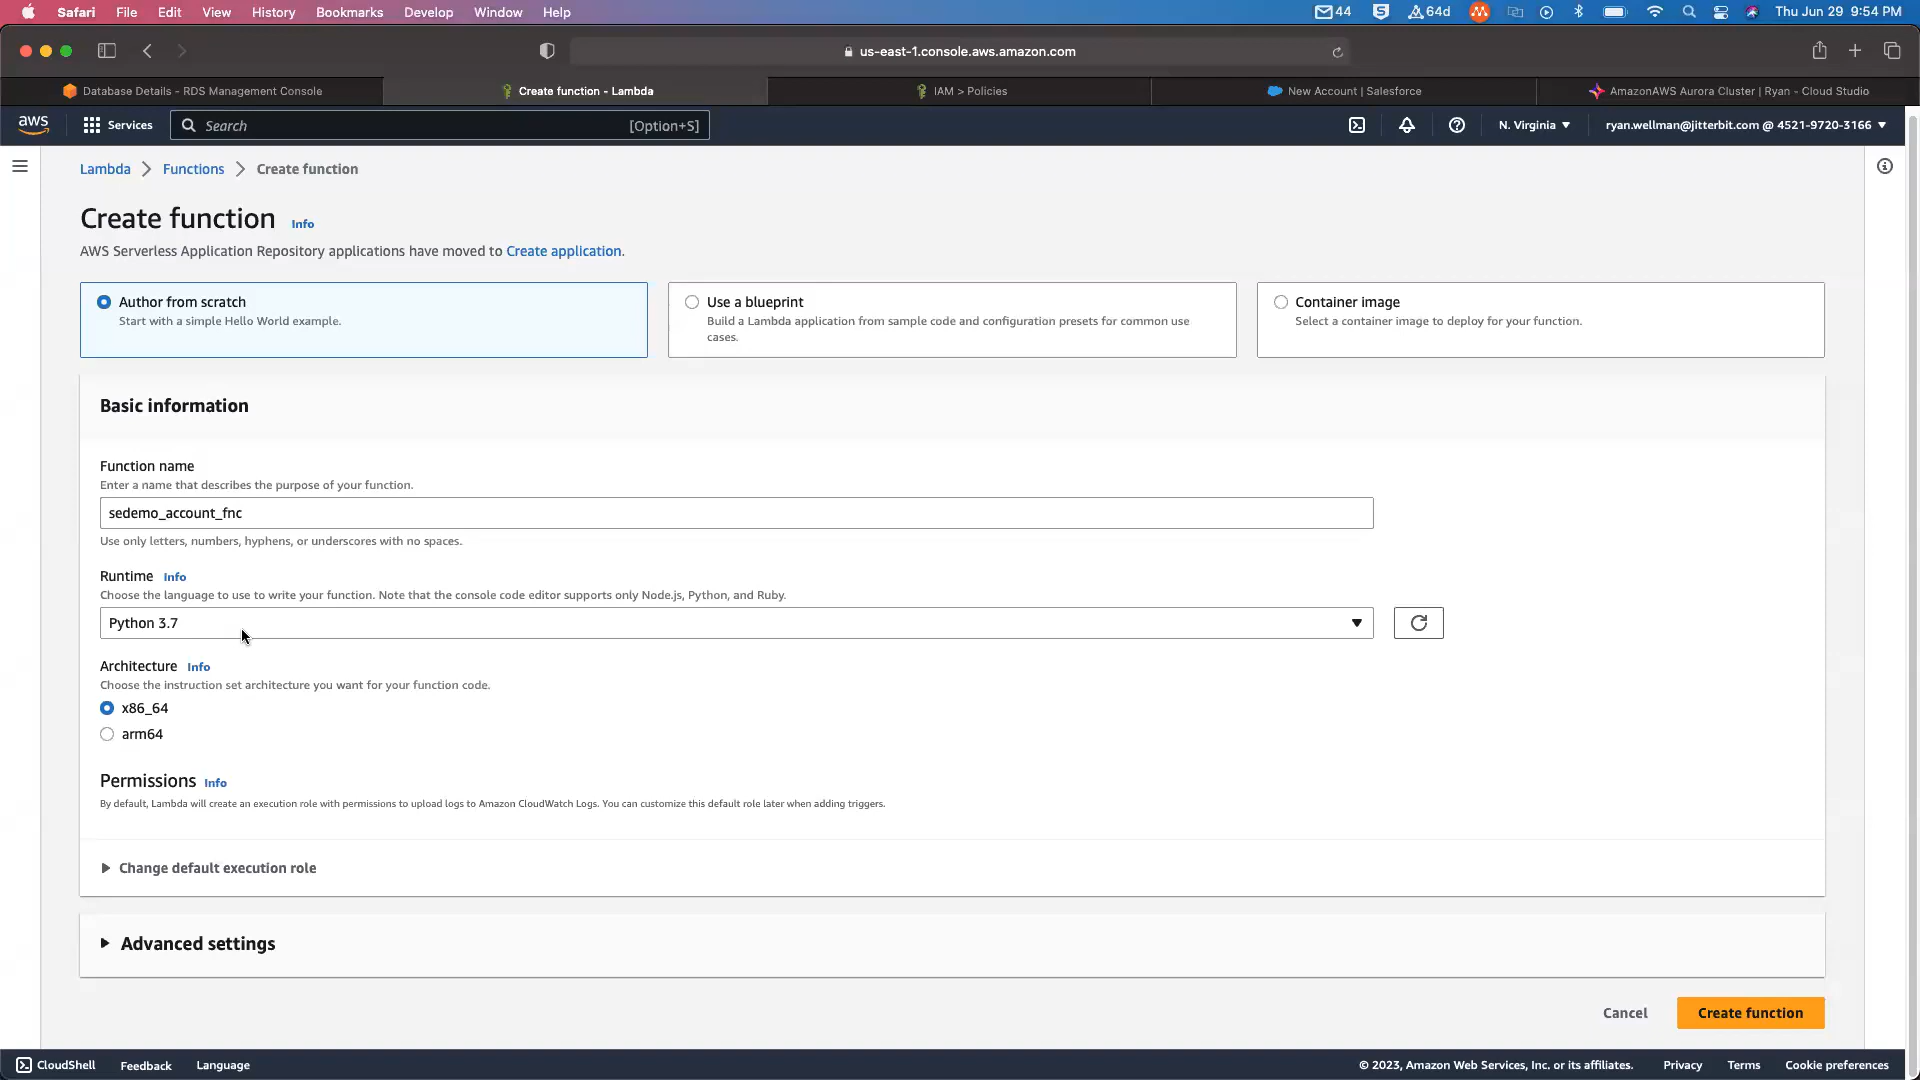 Safari File Edit View History Bookmarks Develop Window Help 44 64d Thu Jun 29 9:54 PM
us-east-1.console.aws.amazon.com
Database Details - RDS Management Console Create function - Lambda IAM > Policies New Account | Salesforce AmazonAWS Aurora Cluster | Ryan - Cloud Studio
aws Services Search [Option+S] N. Virginia ryan.wellman@jitterbit.com @ 4521-9720-3166
Lambda Functions Create function
Create function Info
AWS Serverless Application Repository applications have moved to Create application.
Author from scratch
Start with a simple Hello World example.
Use a blueprint
Build a Lambda application from sample code and configuration presets for common use
cases.
Container image
Select a container image to deploy for your function.
Basic information
Function name
Enter a name that describes the purpose of your function.
sedemo_account_fnc
Use only letters, numbers, hyphens, or underscores with no spaces.
Runtime Info
Choose the language to use to write your function. Note that the console code editor supports only Node.js, Python, and Ruby.
Python 3.7
Architecture Info
Choose the instruction set architecture you want for your function code.
x86_64
arm64
Permissions Info
By default, Lambda will create an execution role with permissions to upload logs to Amazon CloudWatch Logs. You can customize this default role later when adding triggers.
Change default execution role
Advanced settings
Cancel Create function
CloudShell Feedback Language © 2023, Amazon Web Services, Inc. or its affiliates. Privacy Terms Cookie preferences